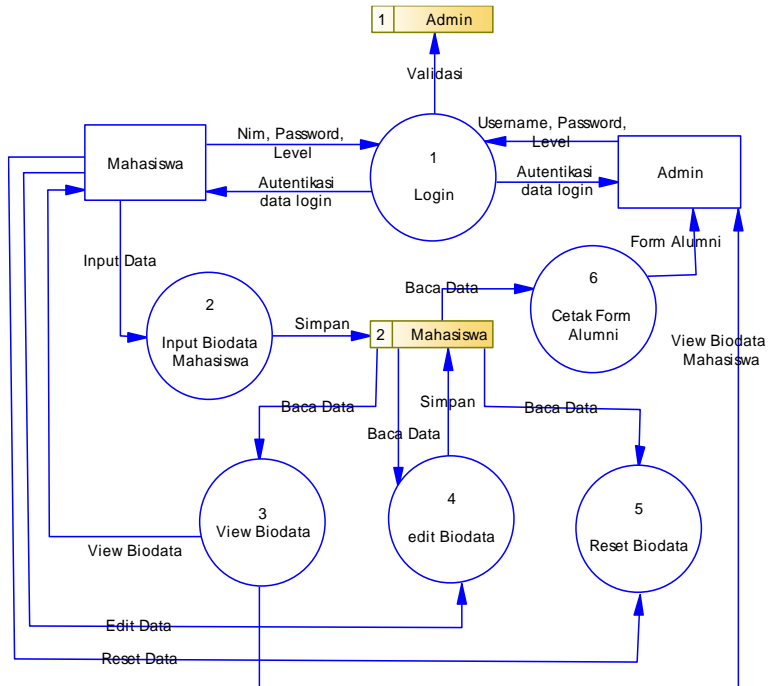 1 Admin
Validasi
Nim, Password,
Level
Username, Password,
Level
Mahasiswa
1
Login
Admin
Autentikasi
data login
Autentikasi
data login
Input Data
Form Alumni
2
Input Biodata
Mahasiswa
Simpan
2 Mahasiswa
Baca Data
6
Cetak Form
Alumni
View Biodata
Mahasiswa
Baca Data
Baca Data
Simpan
Baca Data
3
View Biodata
4
edit Biodata
5
Reset Biodata
View Biodata
Edit Data
Reset Data